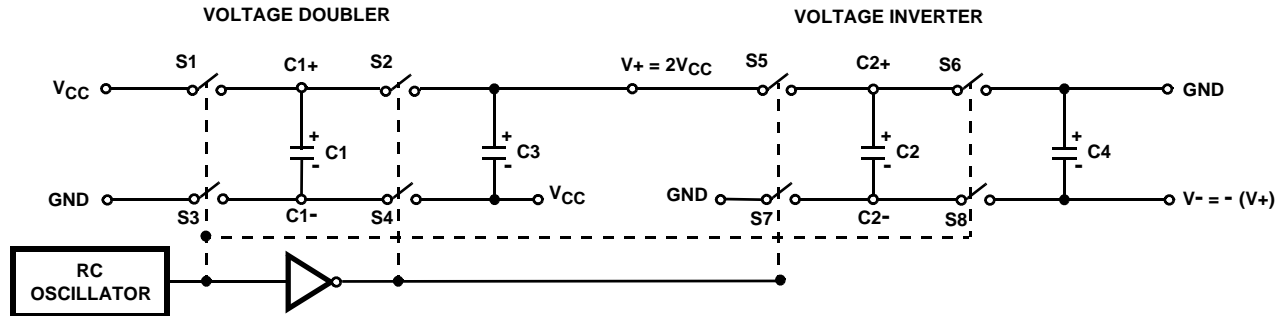 VOLTAGE DOUBLER
VOLTAGE INVERTER
S1 C1+ S2 V+ = 2VCC S5 C2+ S6
VCC GND
+ C1 - + C3 - + C2 - + C4 -
GND S3 C1- S4 VCC GND S7 C2- S8 V- = - (V+)
RC
OSCILLATOR